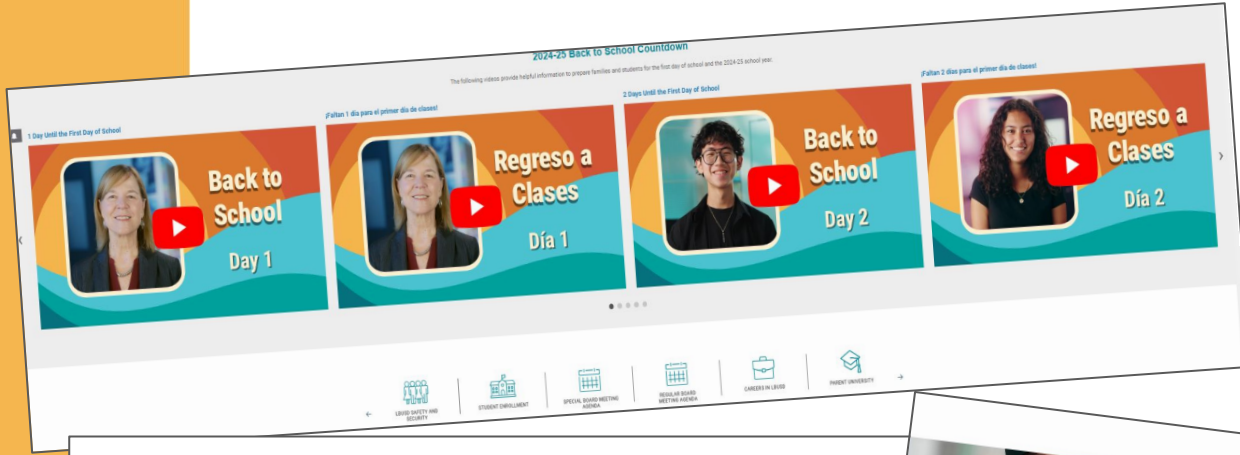 2024-25 Back to School Countdown
The following videos provide helpful information to prepare families and students for the first day of school and the 2024-25 school year.
1 Day Until the First Day of School
¡Faltan 1 día para el primer día de clases!
2 Days Until the First Day of School
¡Faltan 2 días para el primer día de clases!
Back to
School
Day 1
Regreso a
Clases
Día 1
Back to
School
Day 2
Regreso a
Clases
Día 2
LBUSD SAFETY AND
SECURITY
STUDENT ENROLLMENT
SPECIAL BOARD MEETING
AGENDA
REGULAR BOARD
MEETING AGENDA
CAREERS IN LBUSD
PARENT UNIVERSITY